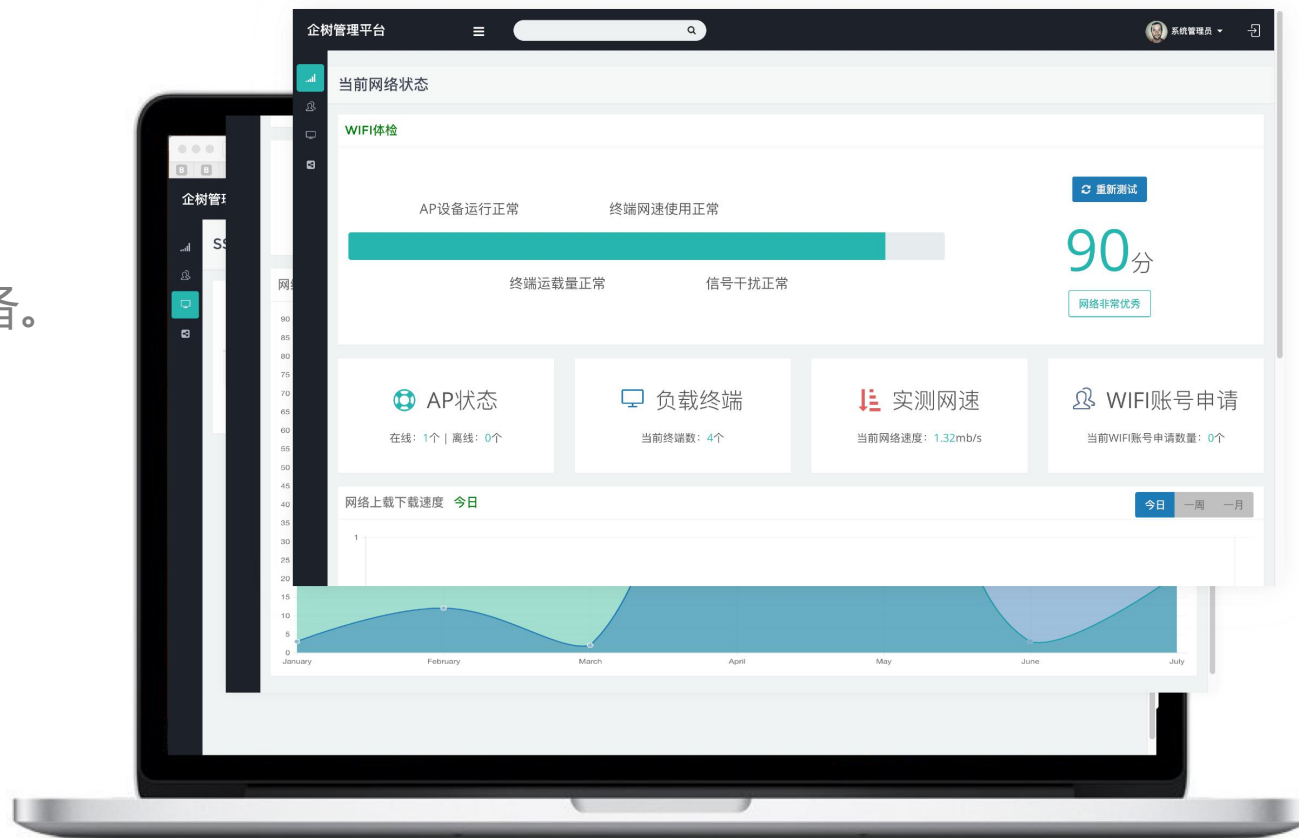 企树管理平台
系统管理员
当前网络状态
WIFI体检
重新测试
AP设备运行正常 终端网速使用正常
90分
终端运载量正常 信号干扰正常
网络非常优秀
AP状态
在线：1个 | 离线：0个
负载终端
当前终端数：4个
实测网速
当前网络速度：1.32mb/s
WIFI账号申请
当前WIFI账号申请数量：0个
网络上载下载速度 今日
今日 一周 一月
1
备。
企树管
SS
网
90
85
80
75
70
65
60
55
50
45
40
35
30
25
20
15
10
5
0
January February March April May June July